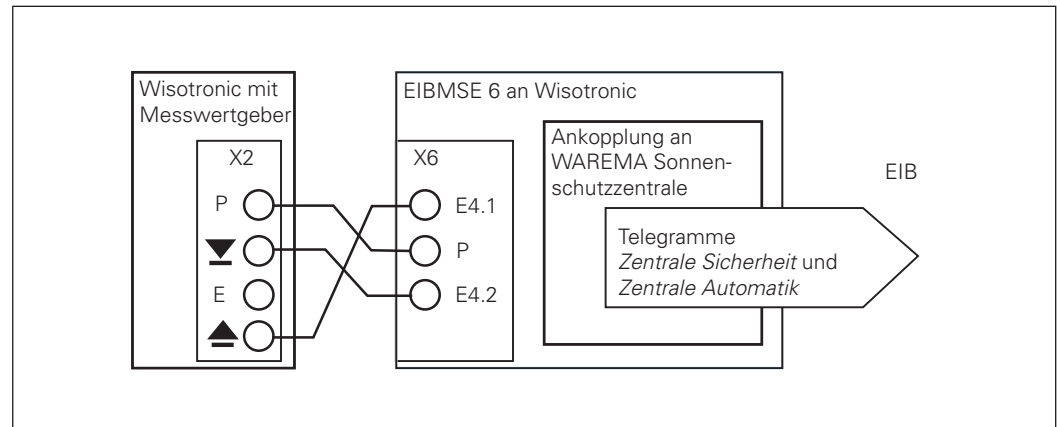 Wisotronic mit
Messwertgeber
X2
P
E
EIBMSE 6 an Wisotronic
X6
E4.1
P
E4.2
Ankopplung an
WAREMA Sonnen-
schutzzentrale
Telegramme
Zentrale Sicherheit und
Zentrale Automatik
EIB